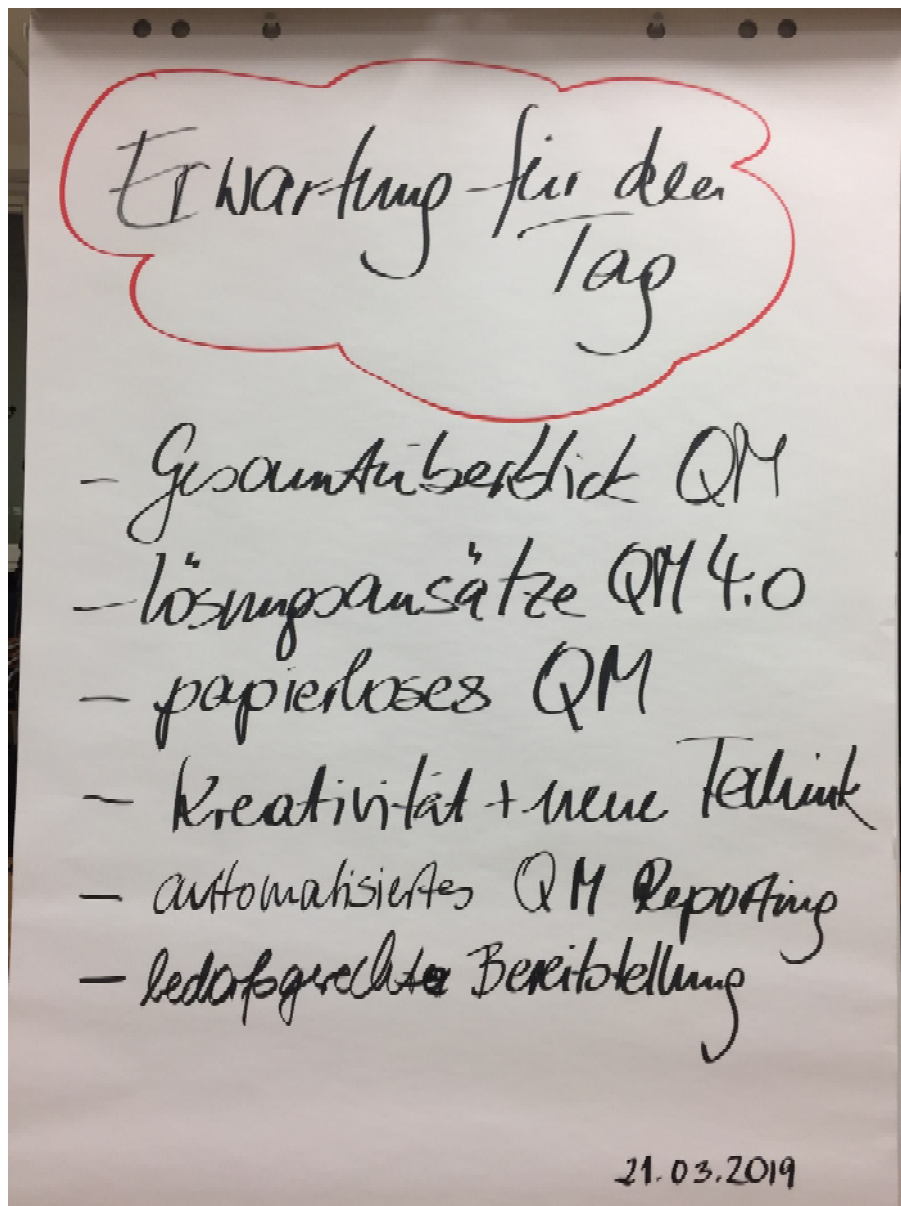 Erwartung für den
Tag
- Gesamtüberblick QM
- Lösungsansätze QM 4.0
- papierloses QM
- Kreativität + neue Technik
- automatisiertes QM Reporting
- bedarfsgerechte Bereitstellung
21.03.2019